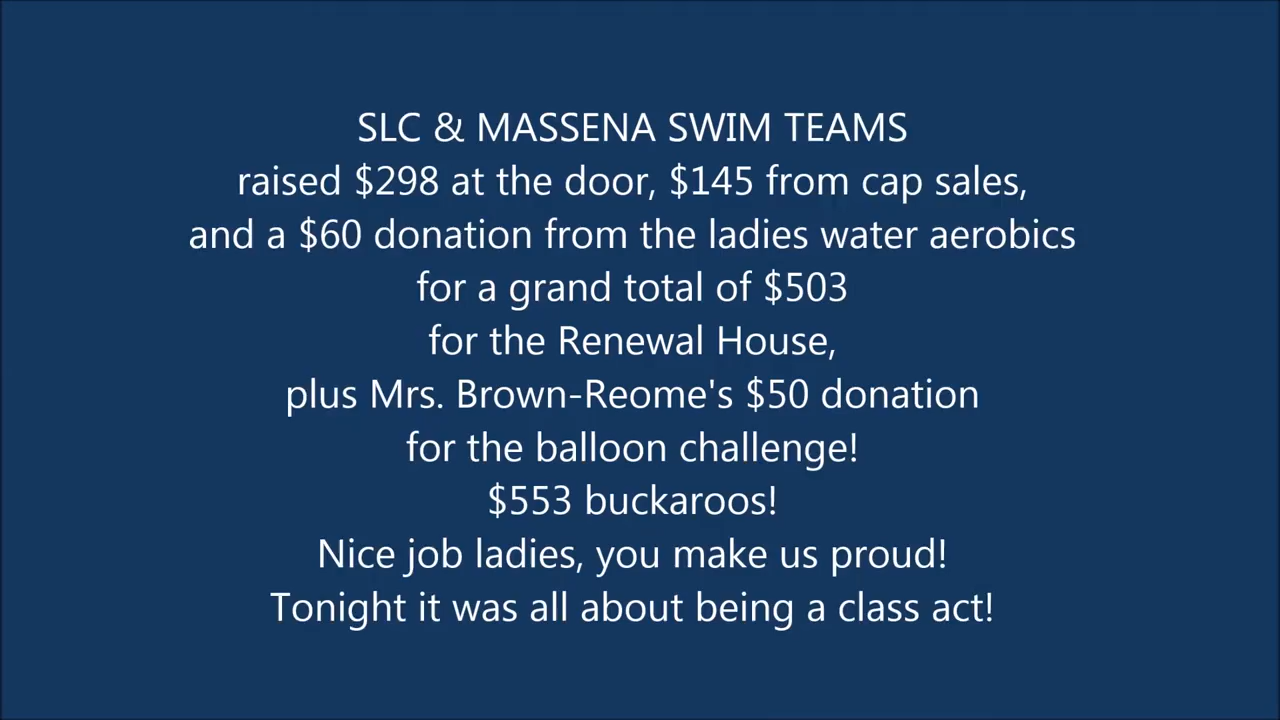 SLC & MASSENA SWIM TEAMS
raised $298 at the door, $145 from cap sales,
and a $60 donation from the ladies water aerobics
for a grand total of $503
for the Renewal House,
plus Mrs. Brown-Reome's $50 donation
for the balloon challenge!
$553 buckaroos!
Nice job ladies, you make us proud!
Tonight it was all about being a class act!